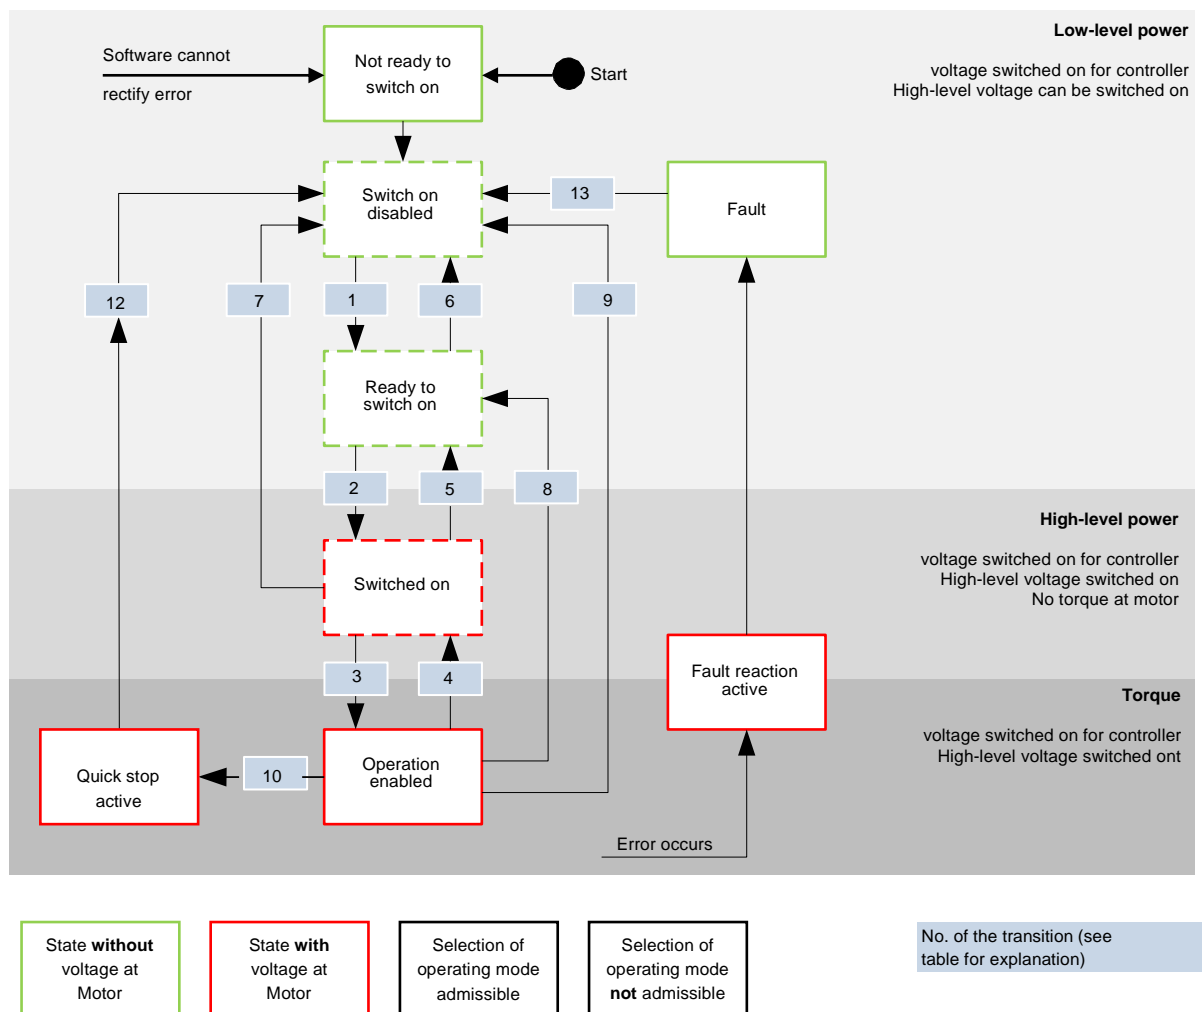 Low-level power
voltage switched on for controller
High-level voltage can be switched on
Software cannot
rectify error
Not ready to
switch on
Start
Switch on
disabled
13
Fault
12
7
1
6
9
Ready to
switch on
2
5
8
High-level power
voltage switched on for controller
High-level voltage switched on
No torque at motor
Switched on
3
4
Fault reaction
active
Torque
voltage switched on for controller
High-level voltage switched ont
Quick stop
active
10
Operation
enabled
Error occurs
State without
voltage at
Motor
State with
voltage at
Motor
Selection of
operating mode
admissible
Selection of
operating mode
not admissible
No. of the transition (see
table for explanation)